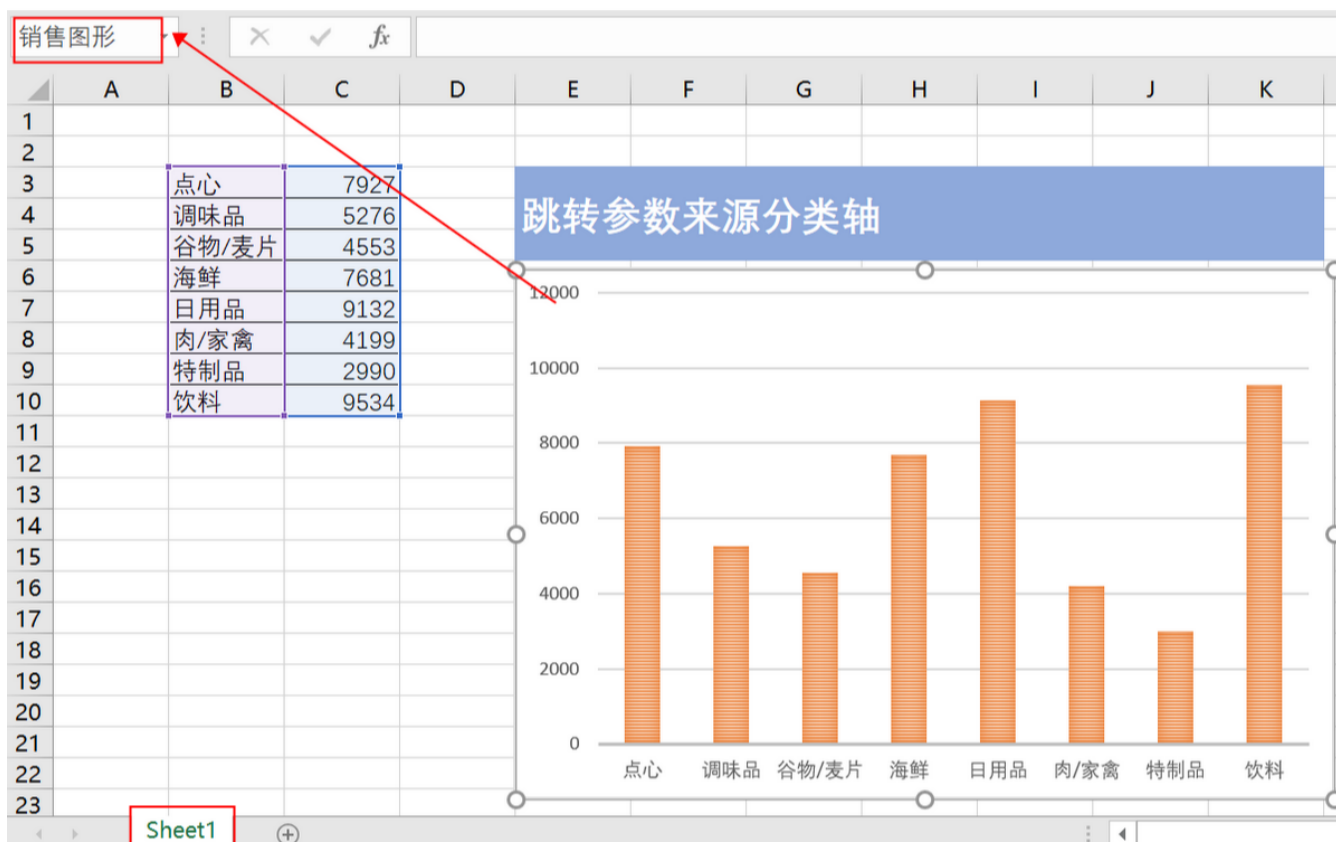 销售图形 fx
A B C D E F G H I J K
1
2
3 点心 7927
4 调味品 5276
5 谷物/麦片 4553
6 海鲜 7681
7 日用品 9132
8 肉/家禽 4199
9 特制品 2990
10 饮料 9534
11
12
13
14
15
16
17
18
19
20
21
22
23
跳转参数来源分类轴
12000
10000
8000
6000
4000
2000
0
点心 调味品 谷物/麦片 海鲜 日用品 肉/家禽 特制品 饮料
Sheet1